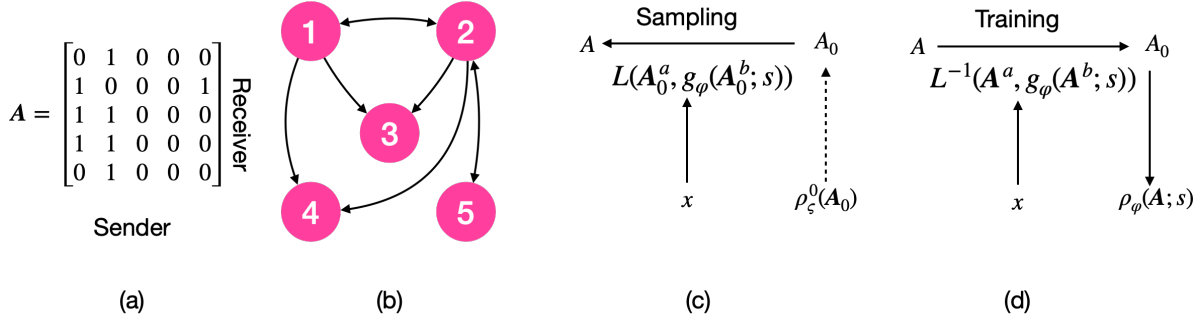 A =
0 1 0 0 0
1 0 0 0 1
1 1 0 0 0
1 1 0 0 0
0 1 0 0 0
Receiver
Sender
(a)
1
2
3
4
5
(b)
Sampling
A
A₀
L(A₀ᵃ, g_φ(A₀ᵇ; s))
x
ρ_ς⁰(A₀)
(c)
Training
A
A₀
L⁻¹(Aᵃ, g_φ(Aᵇ; s))
x
ρ_φ(A; s)
(d)